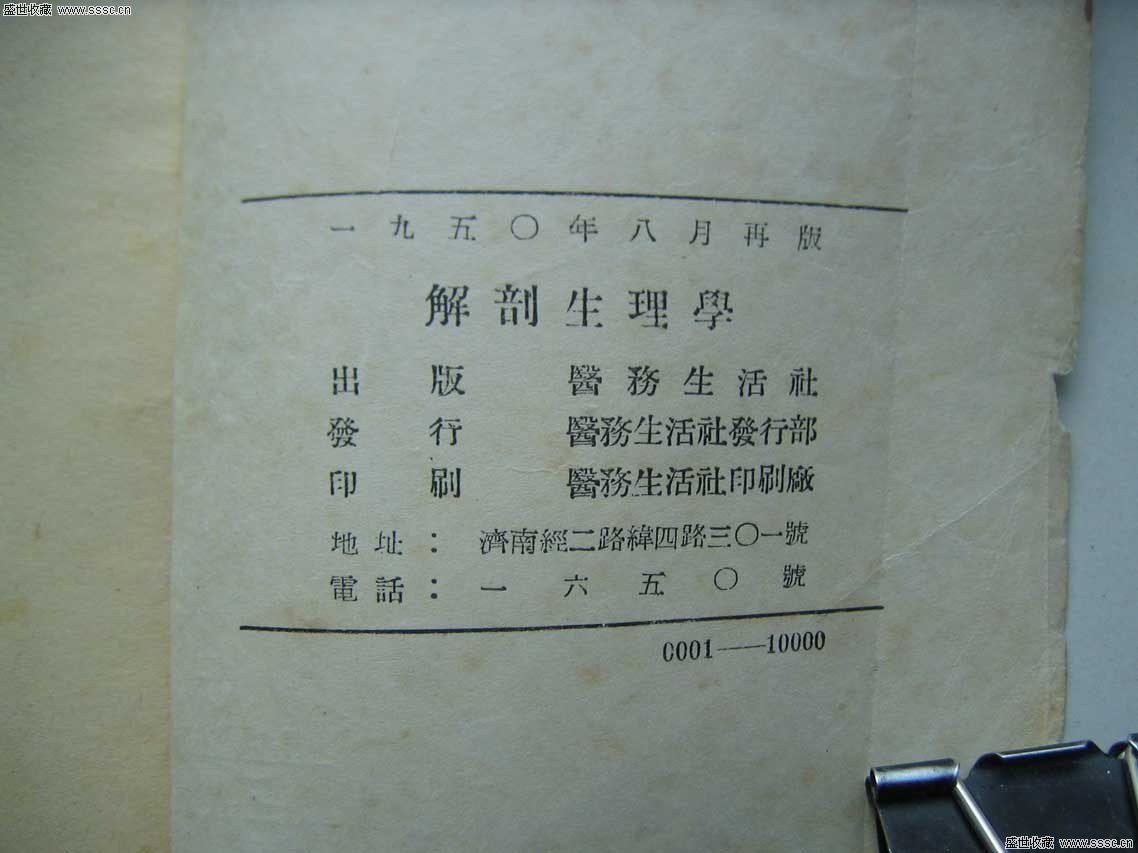 盛世收藏 www.sssc.cn
一九五〇年八月再版
解剖生理學
出版 醫務生活社
發行 醫務生活社發行部
印刷 醫務生活社印刷廠
地址：濟南經二路緯四路三〇一號
電話：一六五〇號
0001——10000
盛世收藏 www.sssc.cn